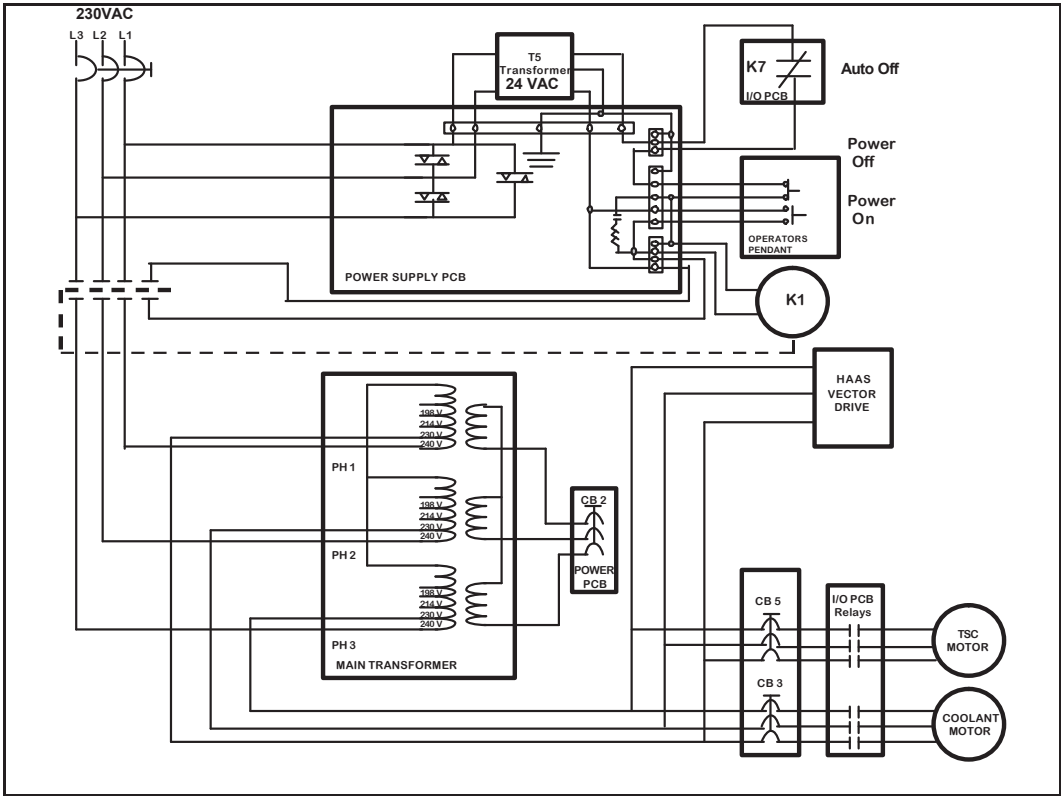 230VAC
L3 L2 L1
T5
Transformer
24 VAC
K7
I/O PCB
Auto Off
Power
Off
Power
On
OPERATORS
PENDANT
POWER SUPPLY PCB
K1
HAAS
VECTOR
DRIVE
198 V
214 V
230 V
240 V
PH 1
198 V
214 V
230 V
240 V
PH 2
198 V
214 V
230 V
240 V
PH 3
MAIN TRANSFORMER
CB 2
POWER
PCB
CB 5
I/O PCB
Relays
TSC
MOTOR
CB 3
COOLANT
MOTOR